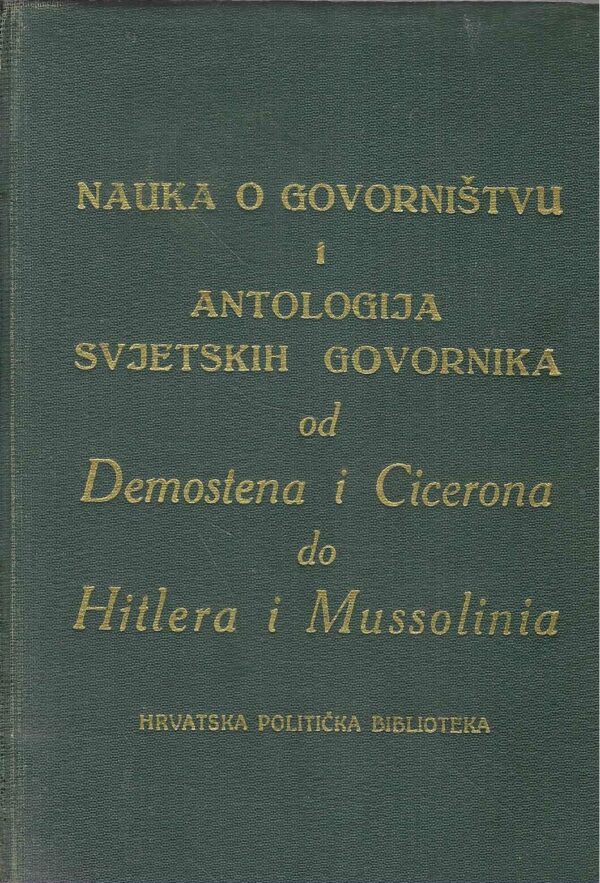 NAUKA O GOVORNIŠTVU
I
ANTOLOGIJA
SVJETSKIH GOVORNIKA
od
Demostena i Cicerona
do
Hitlera i Mussolinia
HRVATSKA POLITIČKA BIBLIOTEKA